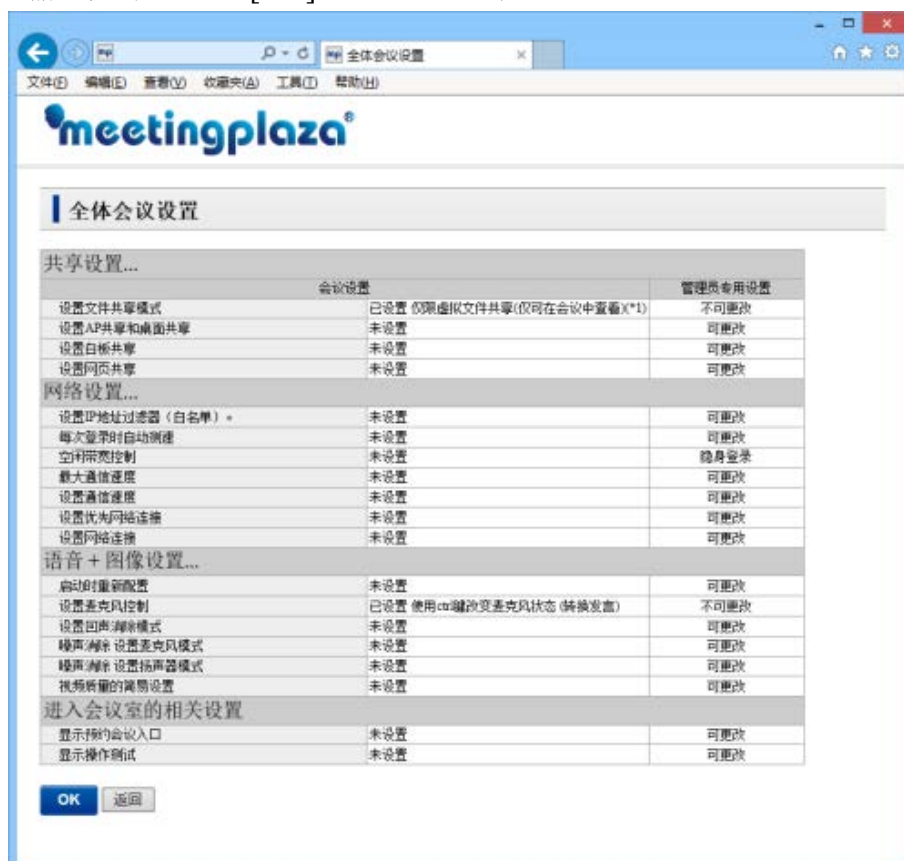 全体会议设置
文件(F) 编辑(E) 查看(V) 收藏夹(A) 工具(T) 帮助(H)
meetingplaza®
全体会议设置
共享设置...
会议设置 管理员专用设置
设置文件共享模式 已设置 仅限虚拟文件共享(仅可在会议中查看)(*1) 不可更改
设置AP共享和桌面共享 未设置 可更改
设置白板共享 未设置 可更改
设置网页共享 未设置 可更改
网络设置...
设置IP地址过滤器（白名单）。 未设置 可更改
每次登录时自动测速 未设置 可更改
空闲带宽控制 未设置 隐身登录
最大通信速度 未设置 可更改
设置通信速度 未设置 可更改
设置优先网络连接 未设置 可更改
设置网络连接 未设置 可更改
语音＋图像设置...
启动时重新配置 未设置 可更改
设置麦克风控制 已设置 使用ctrl键改变麦克风状态 (转换发言) 不可更改
设置回声消除模式 未设置 可更改
噪声消除 设置麦克风模式 未设置 可更改
噪声消除 设置扬声器模式 未设置 可更改
视频质量的简易设置 未设置 可更改
进入会议室的相关设置
显示预约会议入口 未设置 可更改
显示操作测试 未设置 可更改
OK 返回